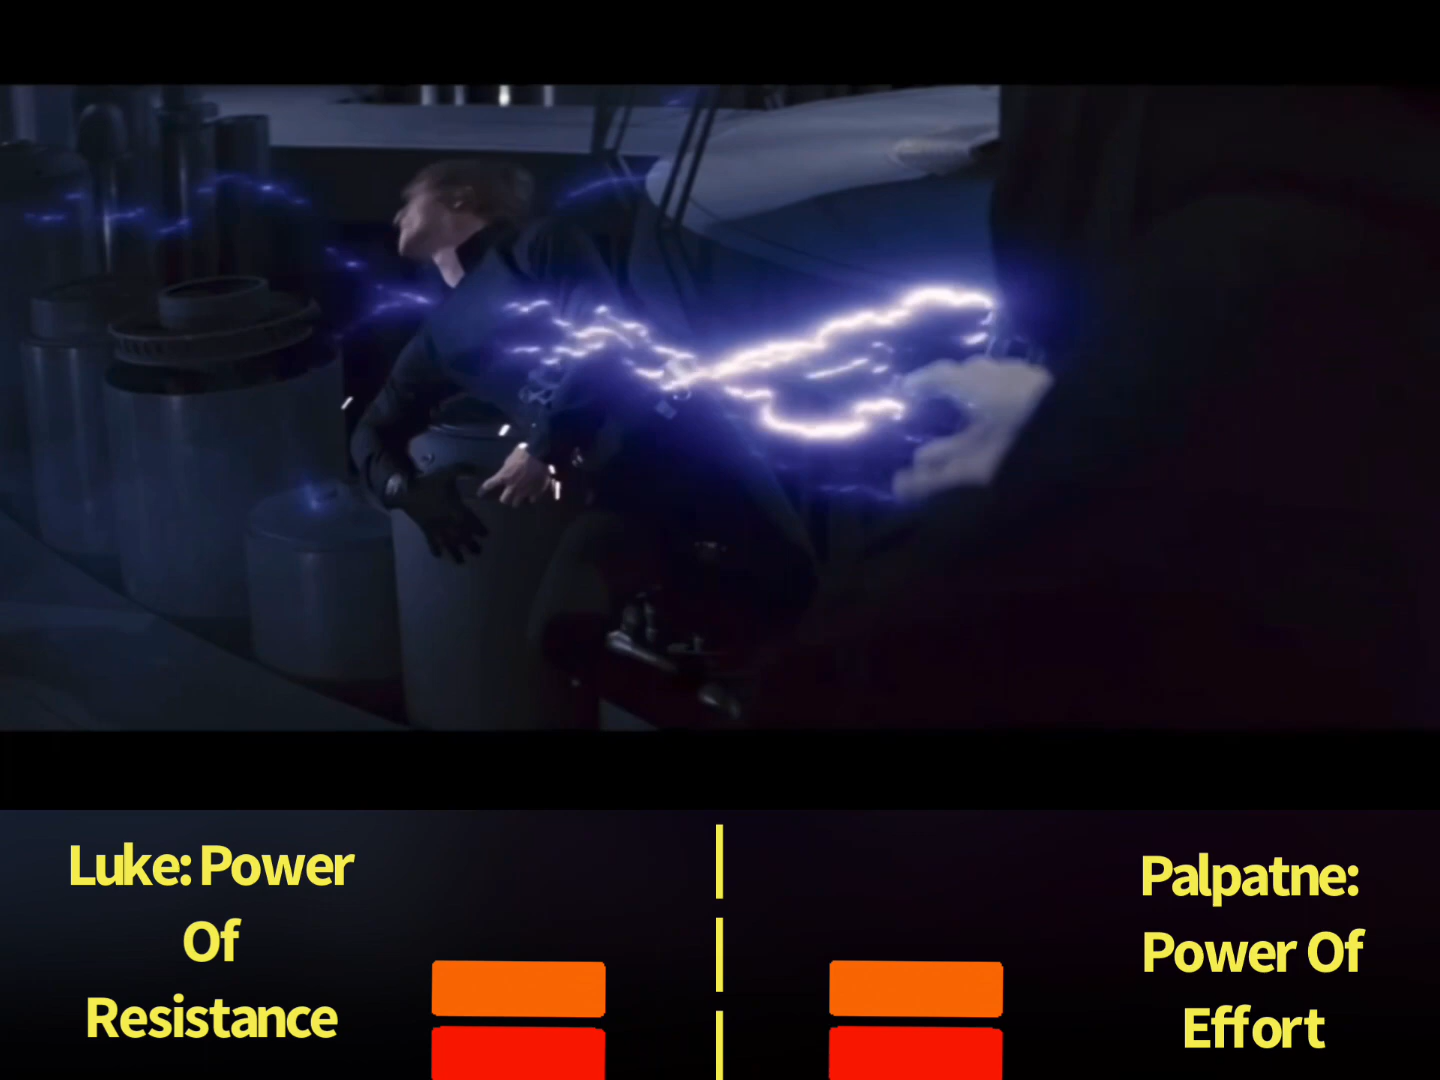 Luke: Power
Of
Resistance
Palpatne:
Power Of
Effort